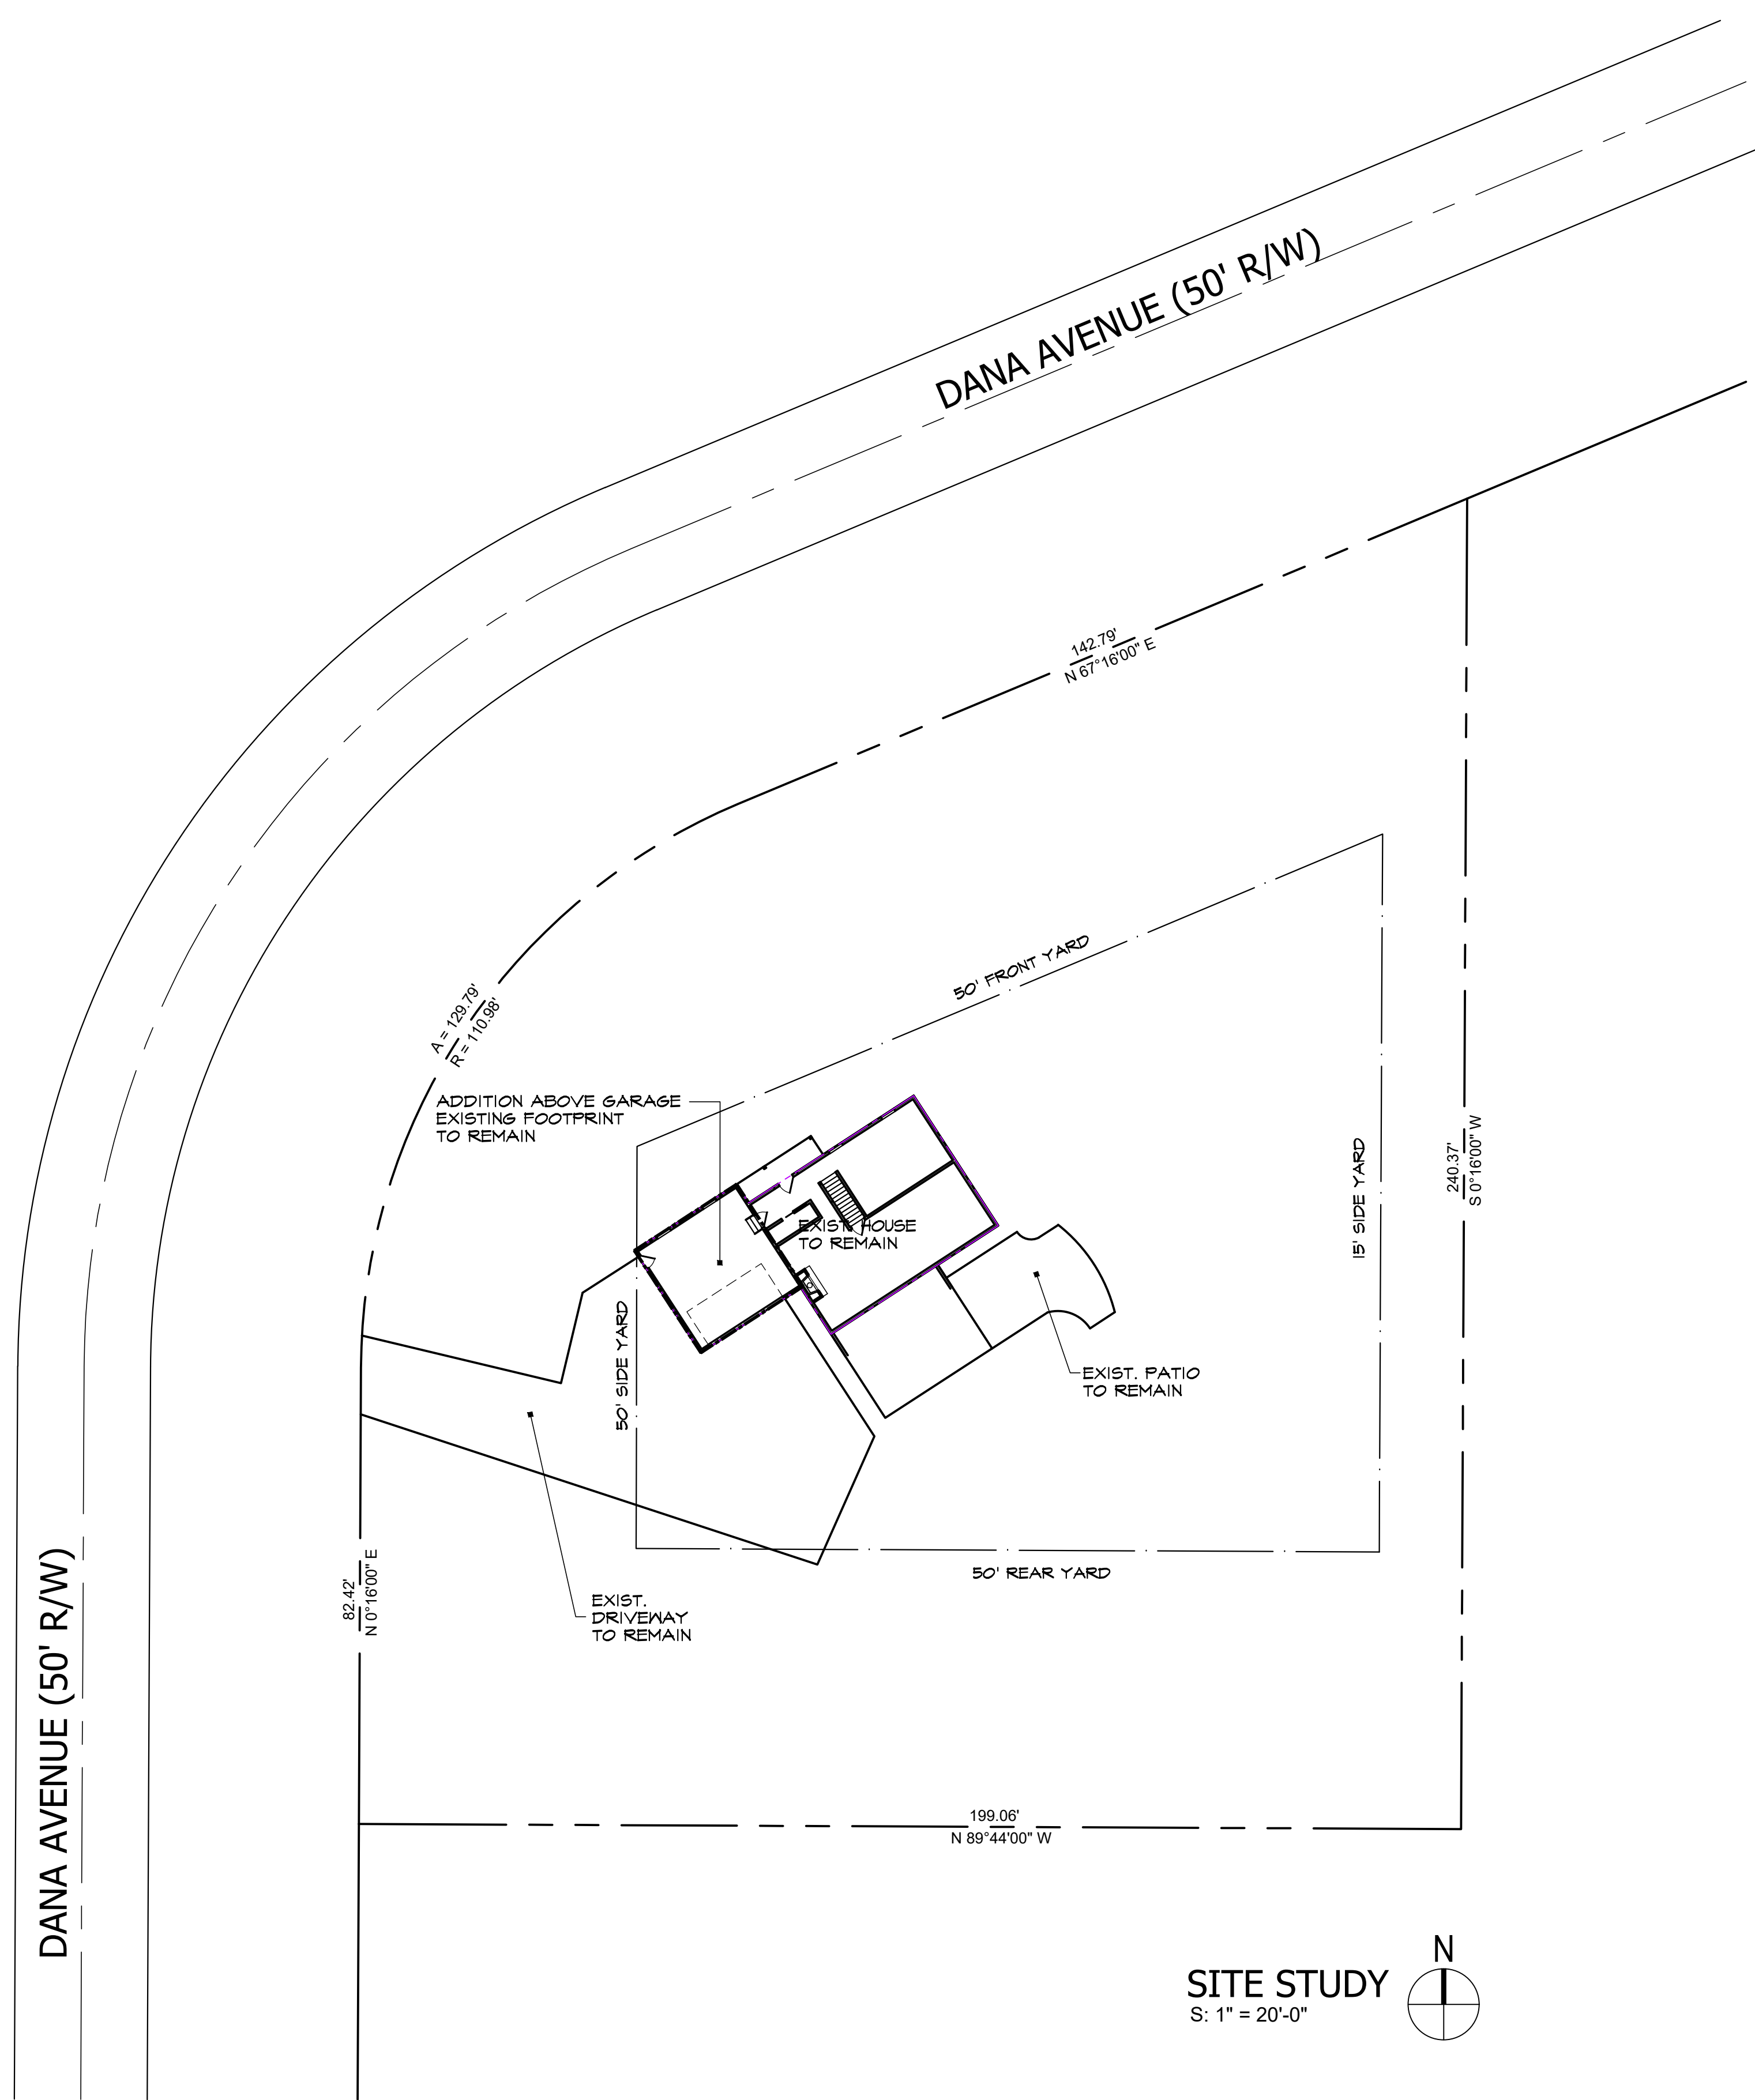 DANA AVENUE (50' R/W)
142.79'
N 67°16'00" E
50' FRONT YARD
A = 129.79'
R = 110.98'
ADDITION ABOVE GARAGE
EXISTING FOOTPRINT
TO REMAIN
EXIST. HOUSE
TO REMAIN
15' SIDE YARD
240.37'
S 0°16'00" W
50' SIDE YARD
EXIST. PATIO
TO REMAIN
50' REAR YARD
82.42'
N 0°16'00" E
EXIST.
DRIVEWAY
TO REMAIN
DANA AVENUE (50' R/W)
199.06'
N 89°44'00" W
N
SITE STUDY
S: 1" = 20'-0"